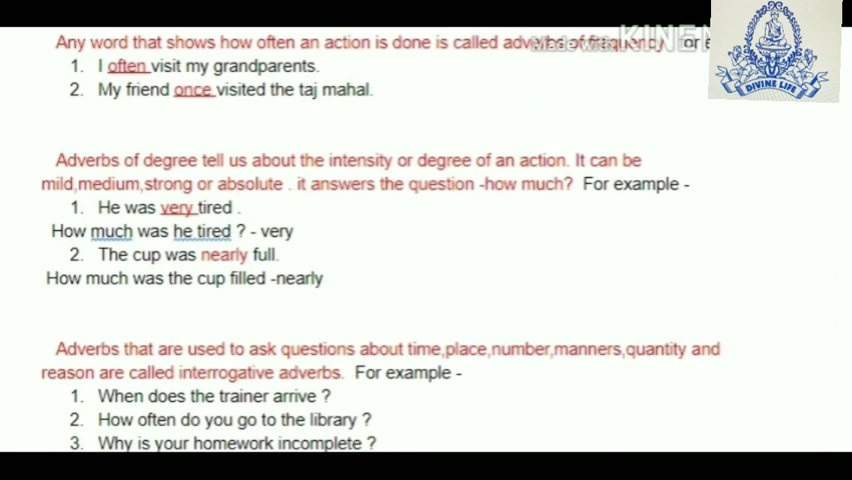 Any word that shows how often an action is done is called adverbs of frequency for
1. I often visit my grandparents.
2. My friend once visited the taj mahal.
Adverbs of degree tell us about the intensity or degree of an action. It can be
mild,medium,strong or absolute . it answers the question -how much? For example -
1. He was very tired .
How much was he tired ? - very
2. The cup was nearly full.
How much was the cup filled -nearly
Adverbs that are used to ask questions about time,place,number,manners,quantity and
reason are called interrogative adverbs. For example -
1. When does the trainer arrive ?
2. How often do you go to the library ?
3. Why is your homework incomplete ?
Made with
DIVINE LIFE